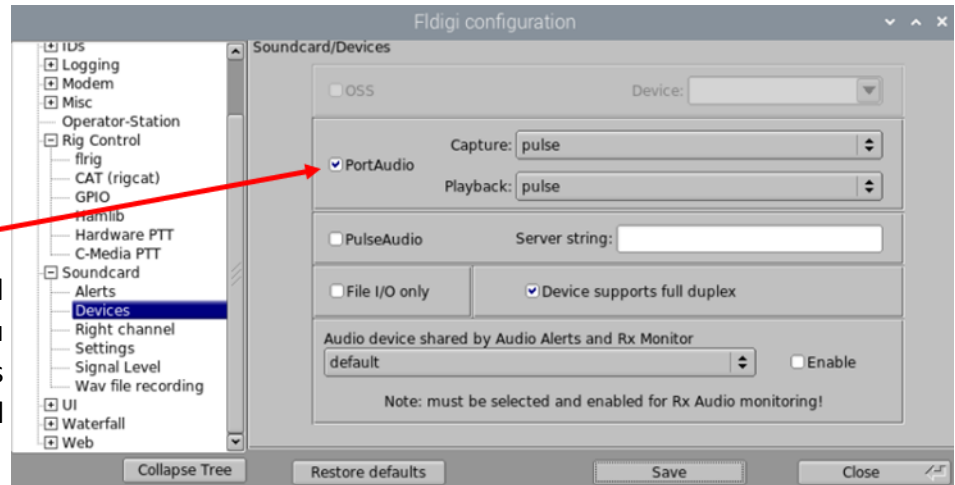 Fldigi configuration
IDs
Logging
Modem
Misc
Operator-Station
Rig Control
flrig
CAT (rigcat)
GPIO
Hamlib
Hardware PTT
C-Media PTT
Soundcard
Alerts
Devices
Right channel
Settings
Signal Level
Wav file recording
UI
Waterfall
Web
Collapse Tree
Soundcard/Devices
OSS Device:
PortAudio
Capture: pulse
Playback: pulse
PulseAudio Server string:
File I/O only Device supports full duplex
Audio device shared by Audio Alerts and Rx Monitor
default Enable
Note: must be selected and enabled for Rx Audio monitoring!
Restore defaults Save Close